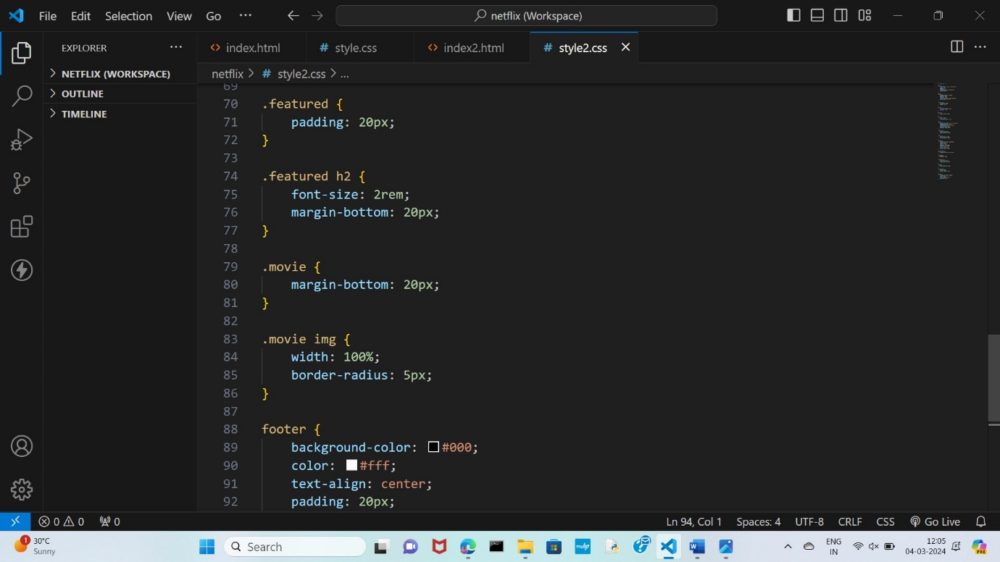 File Edit Selection View Go ... netflix (Workspace)
EXPLORER ... index.html # style.css index2.html # style2.css
netflix > # style2.css > ...
NETFLIX (WORKSPACE)
OUTLINE
TIMELINE
69
70 .featured {
71 padding: 20px;
72 }
73
74 .featured h2 {
75 font-size: 2rem;
76 margin-bottom: 20px;
77 }
78
79 .movie {
80 margin-bottom: 20px;
81 }
82
83 .movie img {
84 width: 100%;
85 border-radius: 5px;
86 }
87
88 footer {
89 background-color: #000;
90 color: #fff;
91 text-align: center;
92 padding: 20px;
0 0 0 Ln 94, Col 1 Spaces: 4 UTF-8 CRLF CSS Go Live
1 30°C
Sunny
Search
myhp
ENG
IN
12:05
04-03-2024
PRE